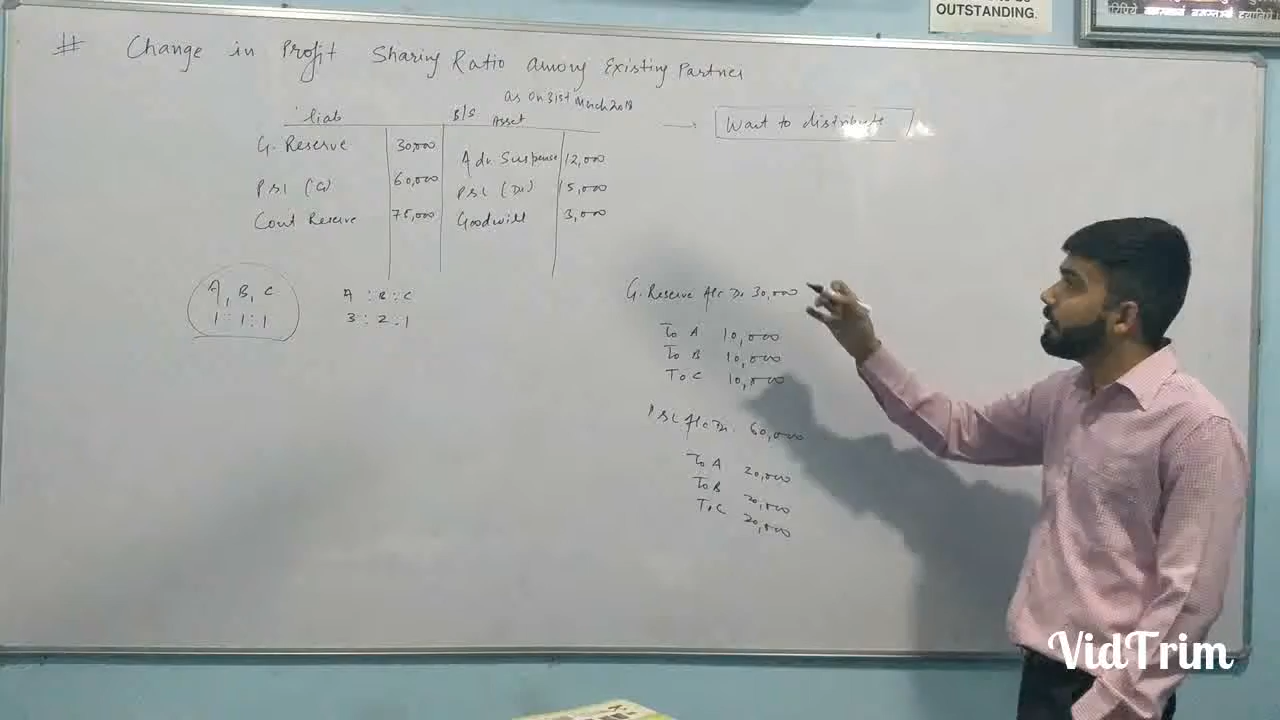 OUTSTANDING.
# Change in Profit Sharing Ratio among Existing Partner
as on 31st March 2018
liab B/s Asset
Want to distribute
G. Reserve 30,000 Adv. Suspense 12,000
P&L (Cr) 60,000 P&L (Dr) 15,000
Cont Reserve 75,000 Goodwill 3,000
A, B, C A : B : C
1 : 1 : 1 3 : 2 : 1
G. Reserve A/c Dr 30,000
To A 10,000
To B 10,000
To C 10,000
P&L A/c Dr. 60,000
To A 20,000
To B 20,000
To C 20,000
VidTrim